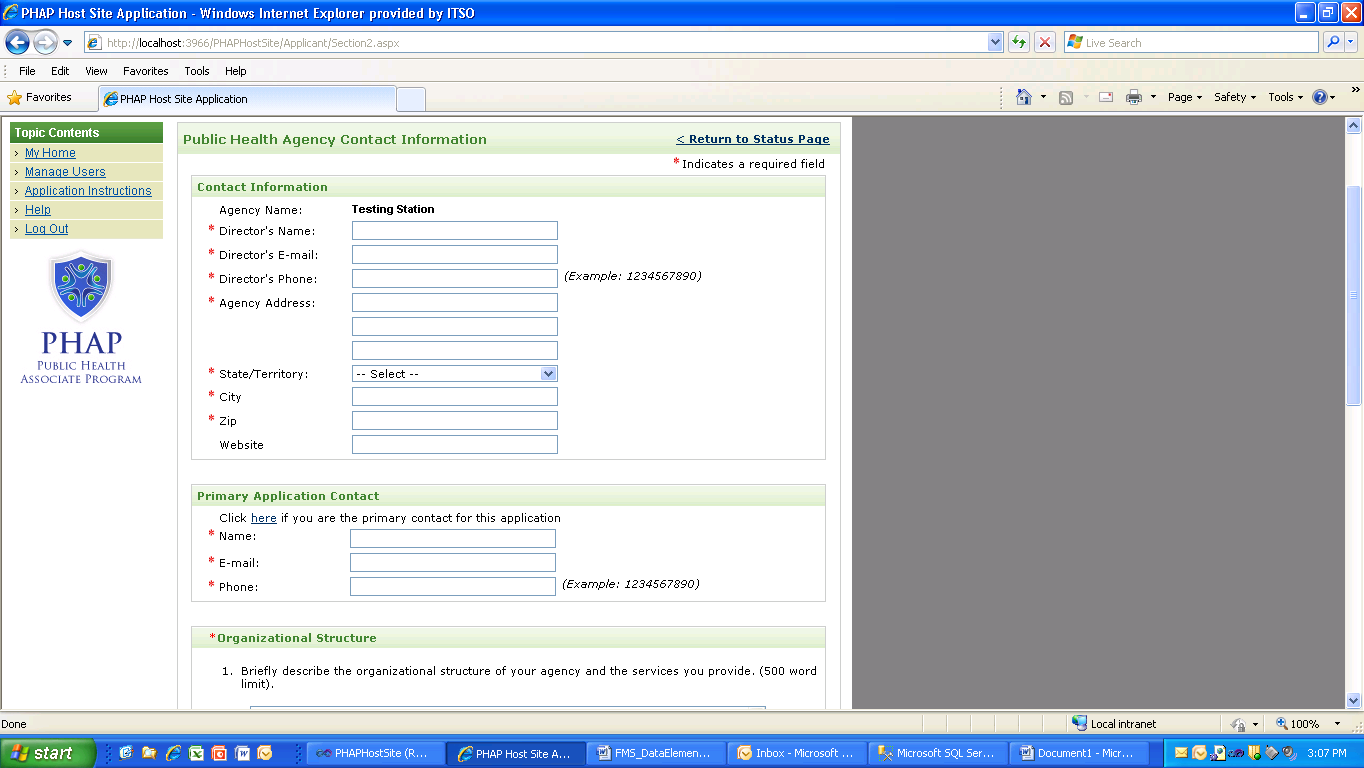 PHAP Host Site Application - Windows Internet Explorer provided by ITSO
http://localhost:3966/PHAPHostSite/Applicant/Section2.aspx
Live Search
File Edit View Favorites Tools Help
Favorites
PHAP Host Site Application
Page Safety Tools
Topic Contents
My Home
Manage Users
Application Instructions
Help
Log Out
PHAP
Public Health
Associate Program
Public Health Agency Contact Information
< Return to Status Page
* Indicates a required field
Contact Information
Agency Name: Testing Station
* Director's Name:
* Director's E-mail:
* Director's Phone: (Example: 1234567890)
* Agency Address:
* State/Territory: -- Select --
* City
* Zip
Website
Primary Application Contact
Click here if you are the primary contact for this application
* Name:
* E-mail:
* Phone: (Example: 1234567890)
*Organizational Structure
1. Briefly describe the organizational structure of your agency and the services you provide. (500 word
limit).
Done
Local intranet
100%
start
PHAPHostSite (R...
PHAP Host Site A...
FMS_DataElemen...
Inbox - Microsoft ...
Microsoft SQL Ser...
Document1 - Micr...
3:07 PM